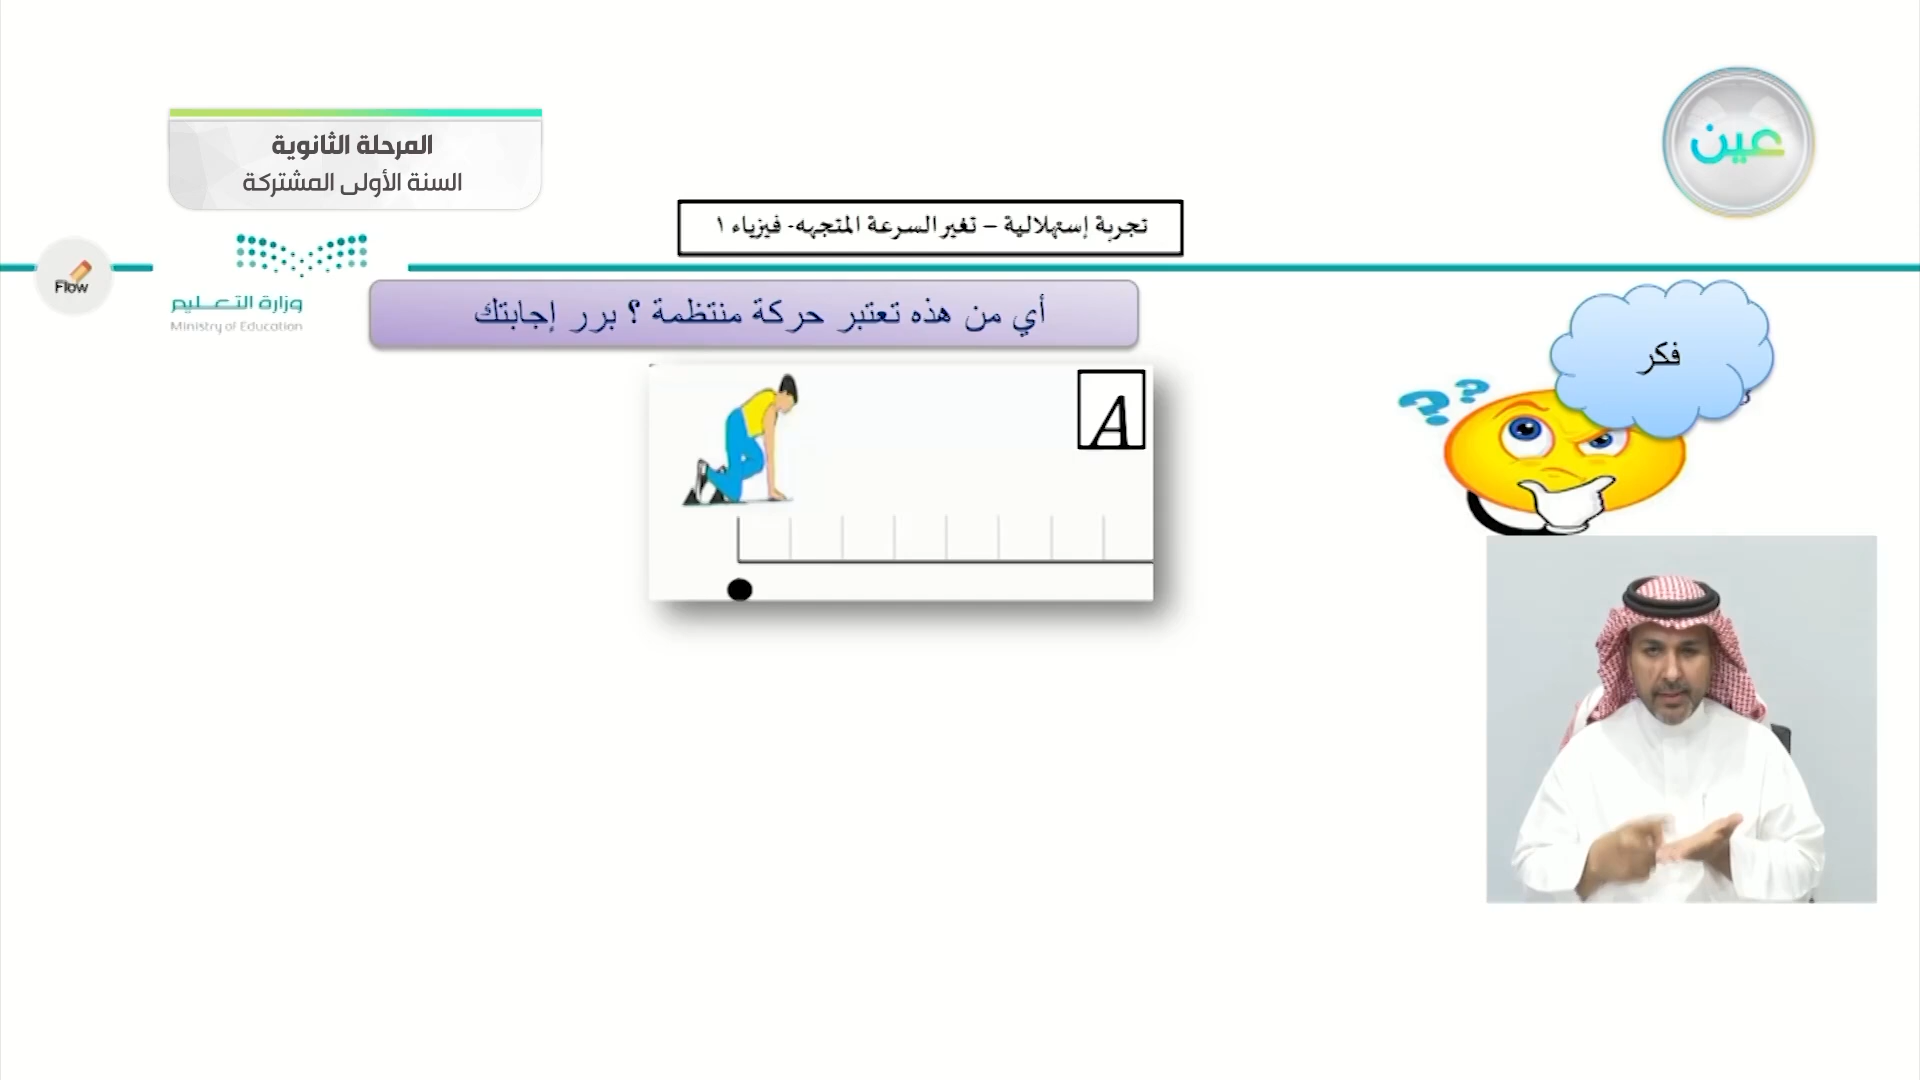 المرحلة الثانوية
السنة الأولى المشتركة
عين
تجربة إستهلالية – تغير السرعة المتجهه- فيزياء ١
Flow
وزارة التعليم
Ministry of Education
أي من هذه تعتبر حركة منتظمة ؟ برر إجابتك
فكر
? ?
A